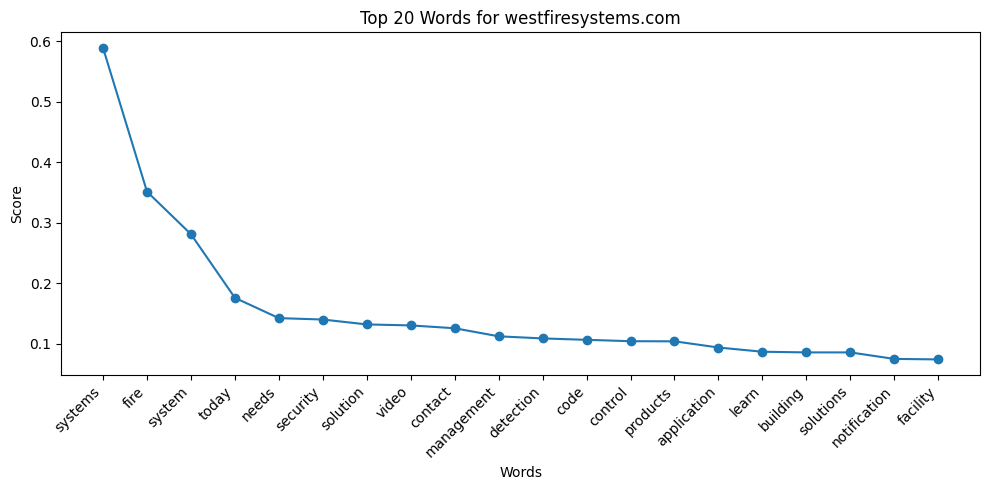 Top 20 Words for westfiresystems.com
Score
0.6
0.5
0.4
0.3
0.2
0.1
systems
fire
system
today
needs
security
solution
video
contact
management
detection
code
control
products
application
learn
building
solutions
notification
facility
Words